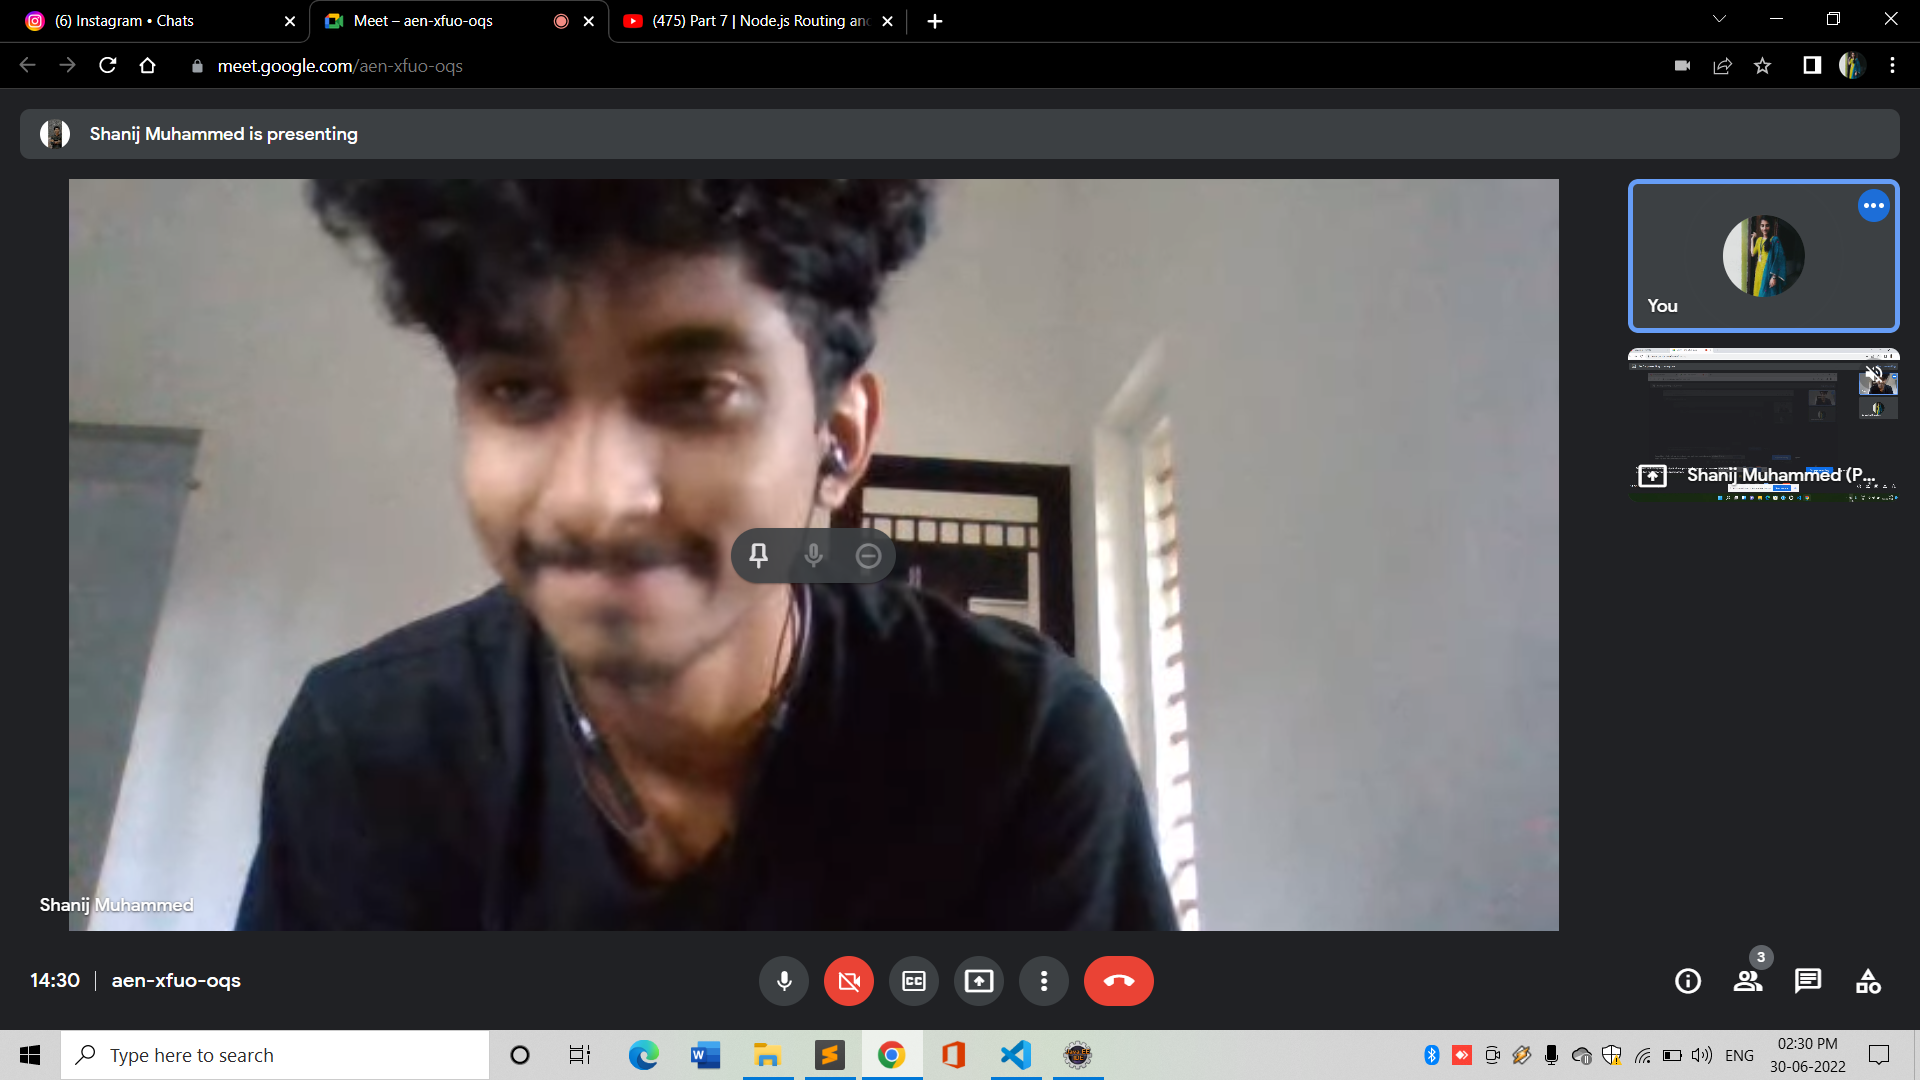 (6) Instagram • Chats
Meet – aen-xfuo-oqs
(475) Part 7 | Node.js Routing an
meet.google.com/aen-xfuo-oqs
Shanij Muhammed is presenting
You
Shanij Muhammed (P...
Shanij Muhammed
14:30 | aen-xfuo-oqs
3
Type here to search
ENG
02:30 PM
30-06-2022